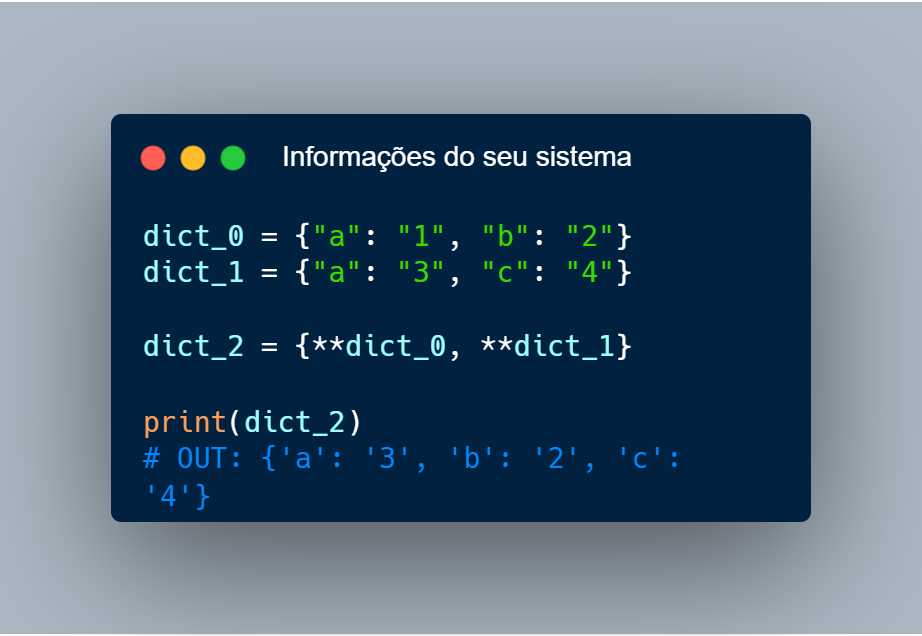 Informações do seu sistema
dict_0 = {"a": "1", "b": "2"}
dict_1 = {"a": "3", "c": "4"}
dict_2 = {**dict_0, **dict_1}
print(dict_2)
# OUT: {'a': '3', 'b': '2', 'c':
'4'}